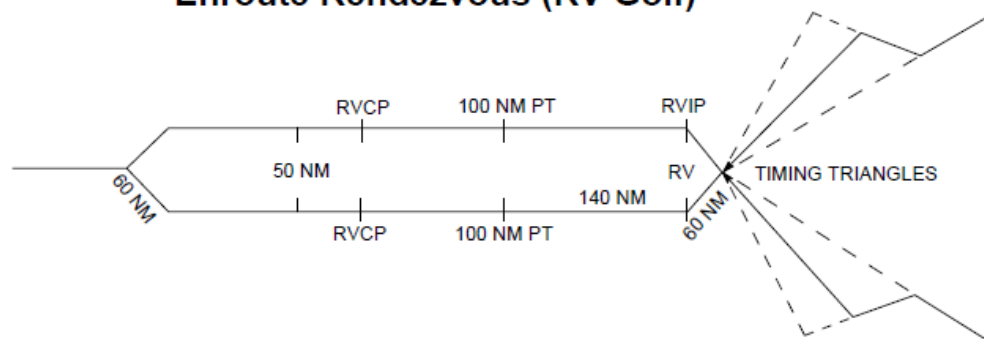 Enroute Rendezvous (RV Golf)
RVCP
100 NM PT
RVIP
60 NM
50 NM
RV
TIMING TRIANGLES
140 NM
60 NM
RVCP
100 NM PT